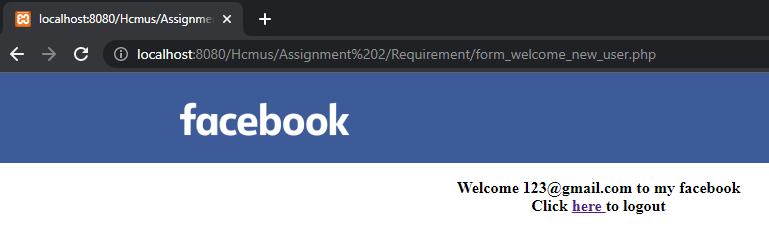 localhost:8080/Hcmus/Assignme
localhost:8080/Hcmus/Assignment%202/Requirement/form_welcome_new_user.php
facebook
Welcome 123@gmail.com to my facebook
Click here to logout